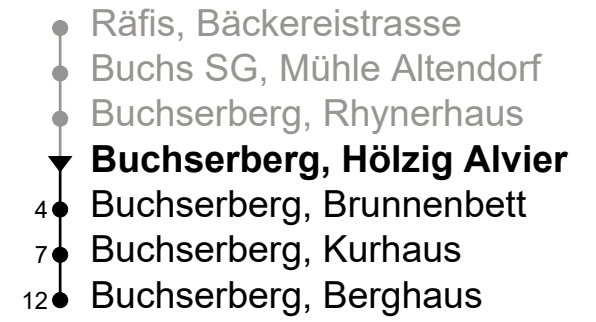 Räfis, Bäckereistrasse
Buchs SG, Mühle Altendorf
Buchserberg, Rhynerhaus
Buchserberg, Hölzig Alvier
4 Buchserberg, Brunnenbett
7 Buchserberg, Kurhaus
12 Buchserberg, Berghaus